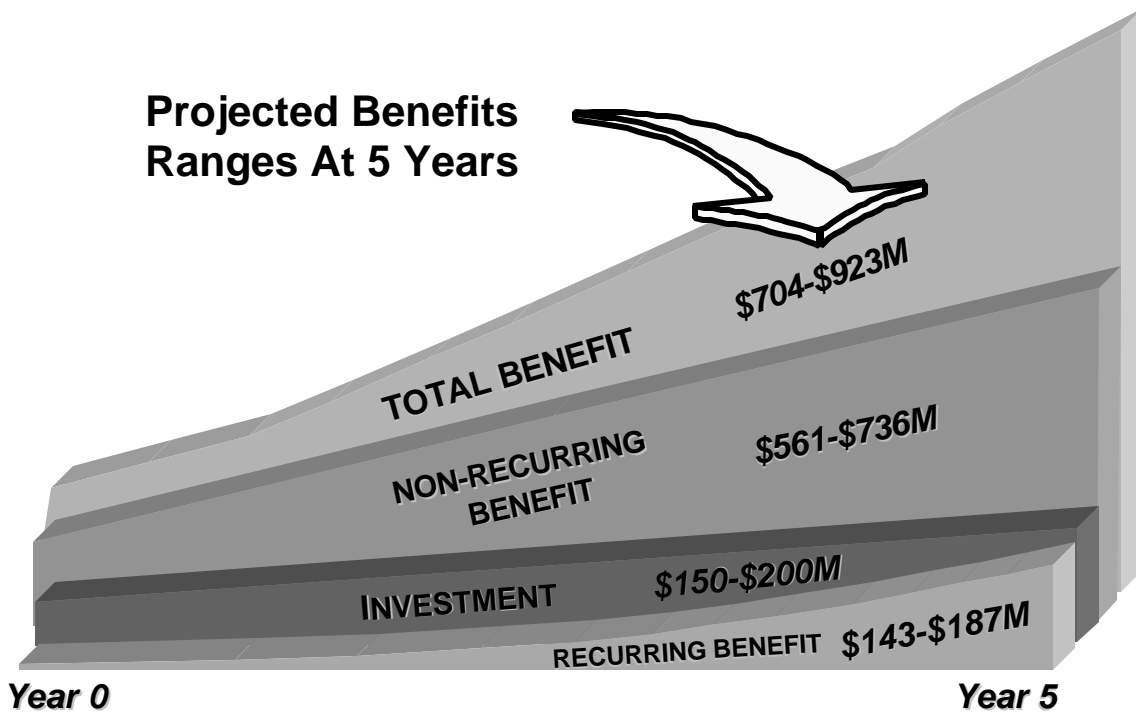 Projected Benefits
Ranges At 5 Years
$704-$923M
TOTAL BENEFIT
$561-$736M
NON-RECURRING
BENEFIT
$150-$200M
INVESTMENT
RECURRING BENEFIT
$143-$187M
Year 0
Year 5